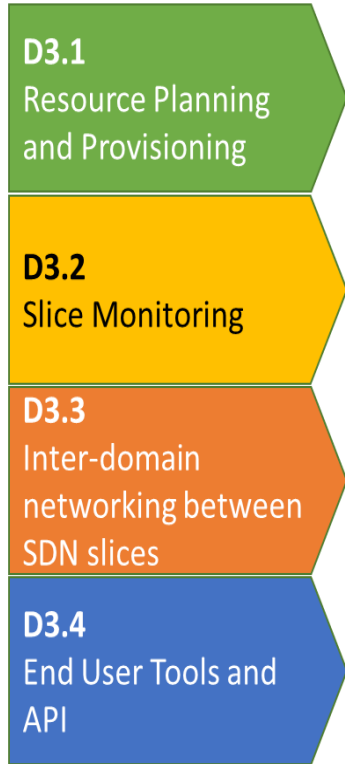 D3.1
Resource Planning
and Provisioning
D3.2
Slice Monitoring
D3.3
Inter-domain
networking between
SDN slices
D3.4
End User Tools and
API